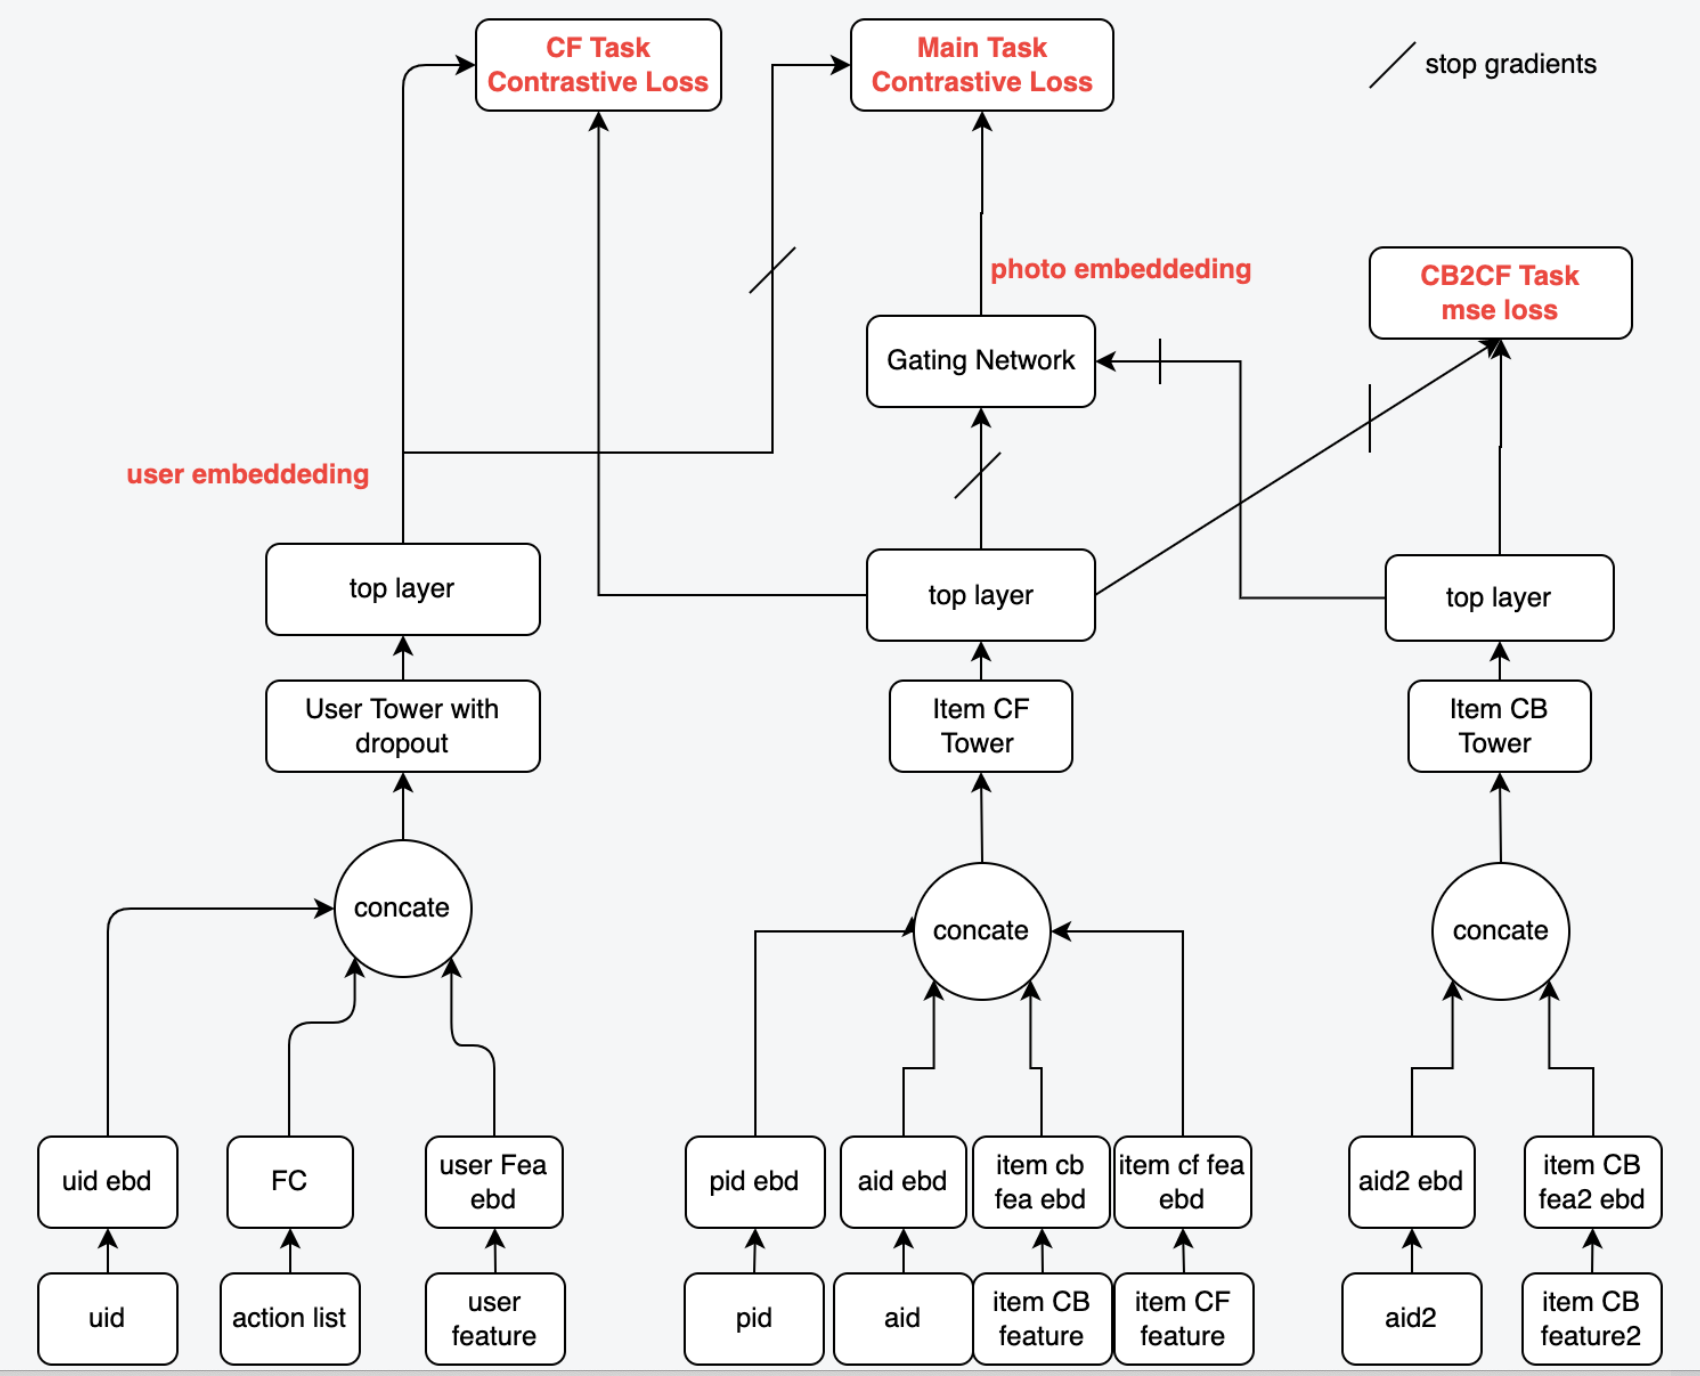 CF Task
Contrastive Loss
Main Task
Contrastive Loss
stop gradients
photo embeddeding
CB2CF Task
mse loss
Gating Network
user embeddeding
top layer
top layer
top layer
User Tower with
dropout
Item CF
Tower
Item CB
Tower
concate
concate
concate
uid ebd
FC
user Fea
ebd
pid ebd
aid ebd
item cb
fea ebd
item cf fea
ebd
aid2 ebd
item CB
fea2 ebd
uid
action list
user
feature
pid
aid
item CB
feature
item CF
feature
aid2
item CB
feature2